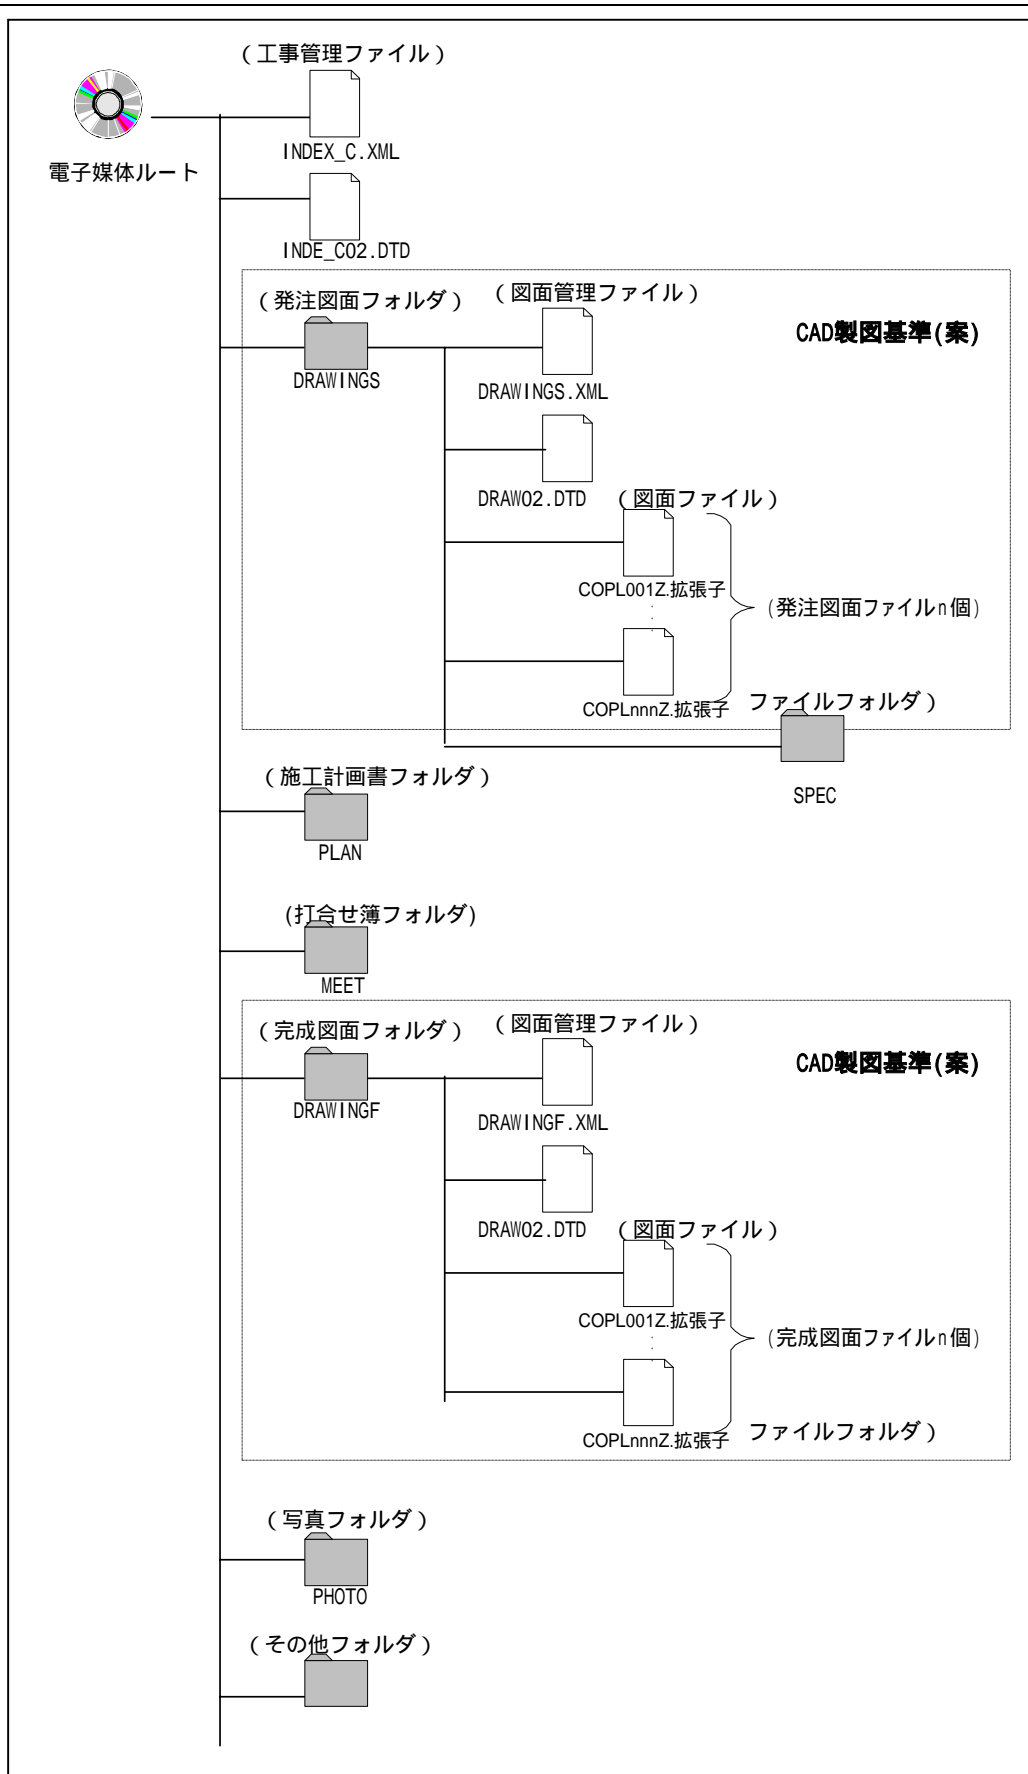 （工事管理ファイル）
INDEX_C.XML
電子媒体ルート
INDE_C02.DTD
（発注図面フォルダ）
（図面管理ファイル）
CAD製図基準(案)
DRAWINGS
DRAWINGS.XML
DRAW02.DTD
（図面ファイル）
COPL001Z.拡張子
(発注図面ファイルn個)
COPLnnnZ.拡張子
ファイルフォルダ）
SPEC
（施工計画書フォルダ）
PLAN
(打合せ簿フォルダ)
MEET
（完成図面フォルダ）
（図面管理ファイル）
CAD製図基準(案)
DRAWINGF
DRAWINGF.XML
DRAW02.DTD
（図面ファイル）
COPL001Z.拡張子
(完成図面ファイルn個)
COPLnnnZ.拡張子
ファイルフォルダ）
（写真フォルダ）
PHOTO
（その他フォルダ）